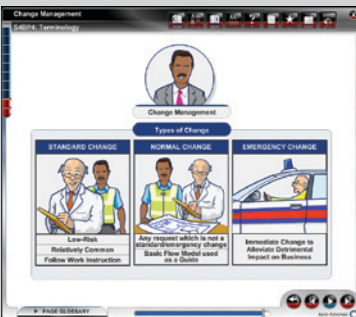 Change Management
S4BP4: Terminology
Change Management
Types of Change
STANDARD CHANGE
Low-Risk
Relatively Common
Follow Work Instruction
NORMAL CHANGE
Any request which is not a
standard/emergency change
Basic Flow Model used
as a Guide
EMERGENCY CHANGE
Immediate Change to
Alleviate Detrimental
Impact on Business
PAGE GLOSSARY
Auto Advance